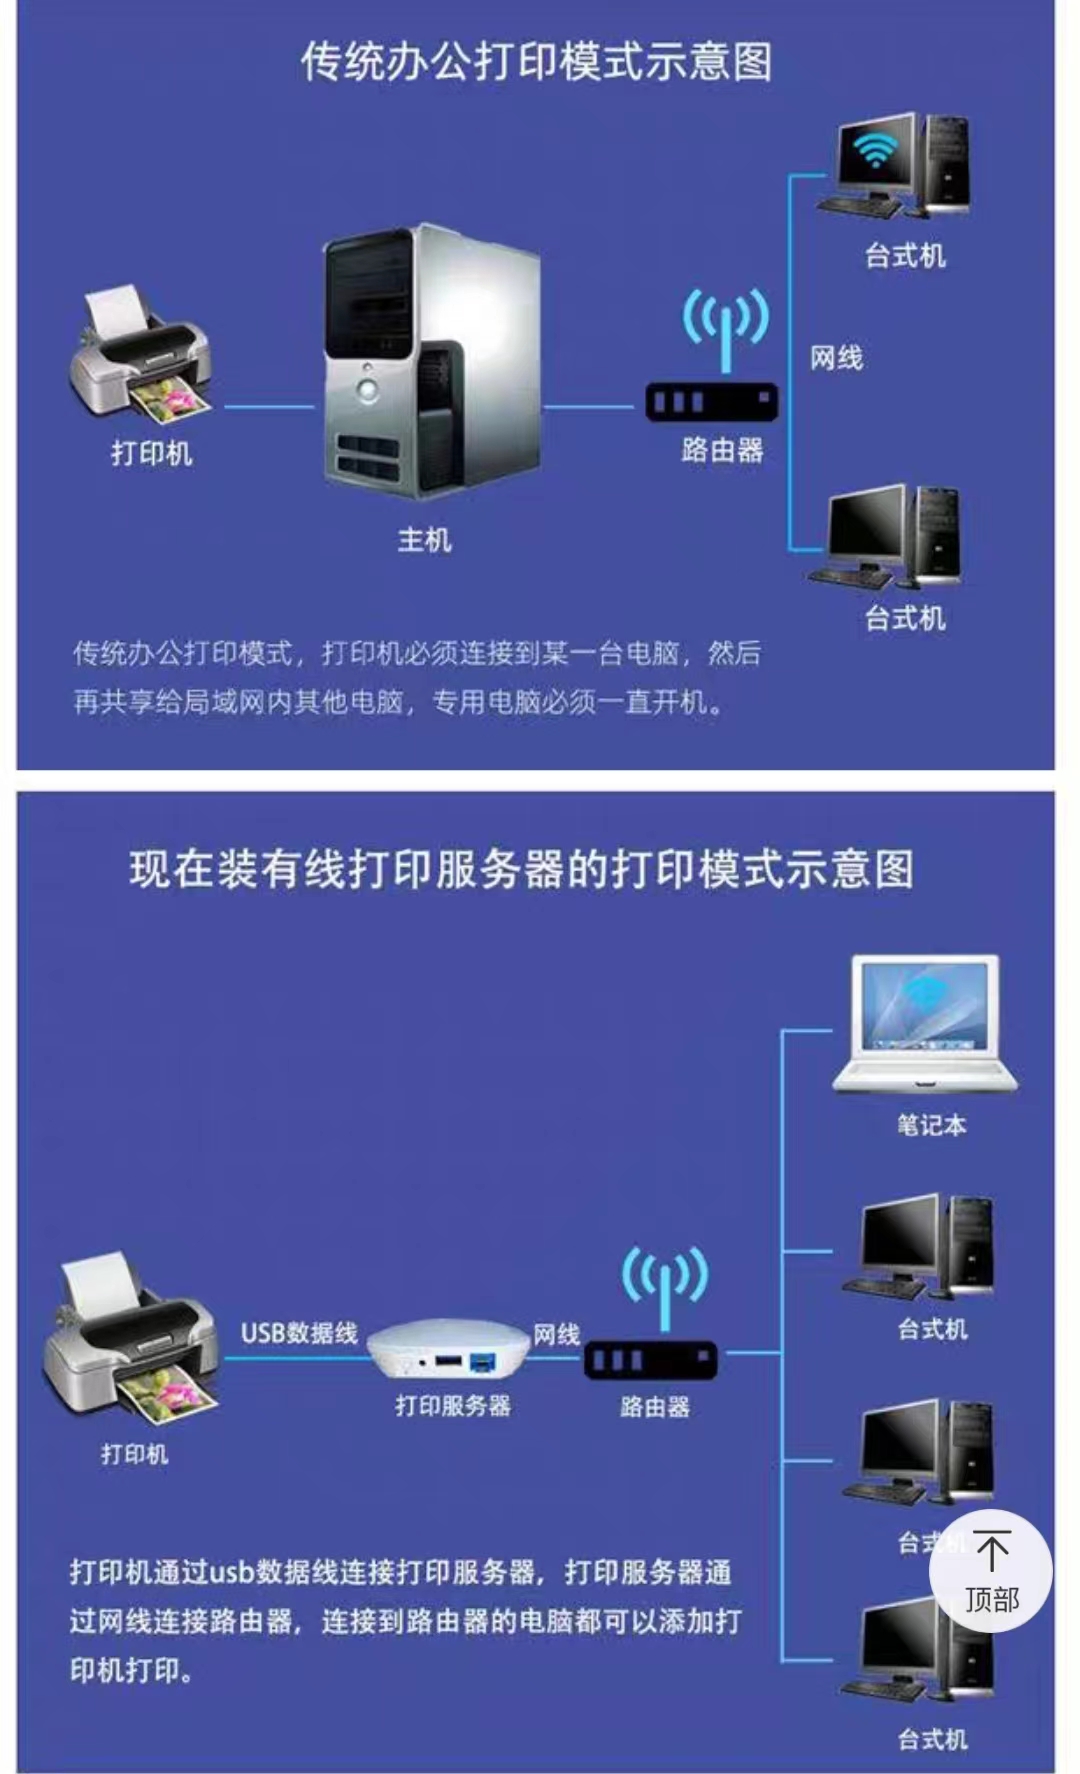 传统办公打印模式示意图
台式机
网线
打印机
路由器
主机
台式机
传统办公打印模式，打印机必须连接到某一台电脑，然后
再共享给局域网内其他电脑，专用电脑必须一直开机。
现在装有线打印服务器的打印模式示意图
笔记本
台式机
USB数据线
网线
打印服务器
路由器
打印机
台式机
顶部
打印机通过usb数据线连接打印服务器，打印服务器通
过网线连接路由器，连接到路由器的电脑都可以添加打
印机打印。
台式机